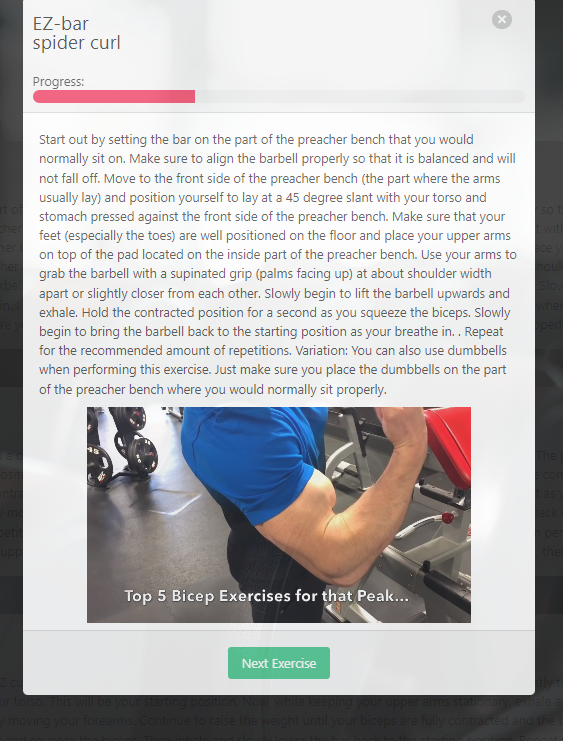 EZ-bar
spider curl
Progress:
Start out by setting the bar on the part of the preacher bench that you would
normally sit on. Make sure to align the barbell properly so that it is balanced and will
not fall off. Move to the front side of the preacher bench (the part where the arms
usually lay) and position yourself to lay at a 45 degree slant with your torso and
stomach pressed against the front side of the preacher bench. Make sure that your
feet (especially the toes) are well positioned on the floor and place your upper arms
on top of the pad located on the inside part of the preacher bench. Use your arms to
grab the barbell with a supinated grip (palms facing up) at about shoulder width
apart or slightly closer from each other. Slowly begin to lift the barbell upwards and
exhale. Hold the contracted position for a second as you squeeze the biceps. Slowly
begin to bring the barbell back to the starting position as your breathe in. . Repeat
for the recommended amount of repetitions. Variation: You can also use dumbbells
when performing this exercise. Just make sure you place the dumbbells on the part
of the preacher bench where you would normally sit properly.
Top 5 Bicep Exercises for that Peak...
Next Exercise